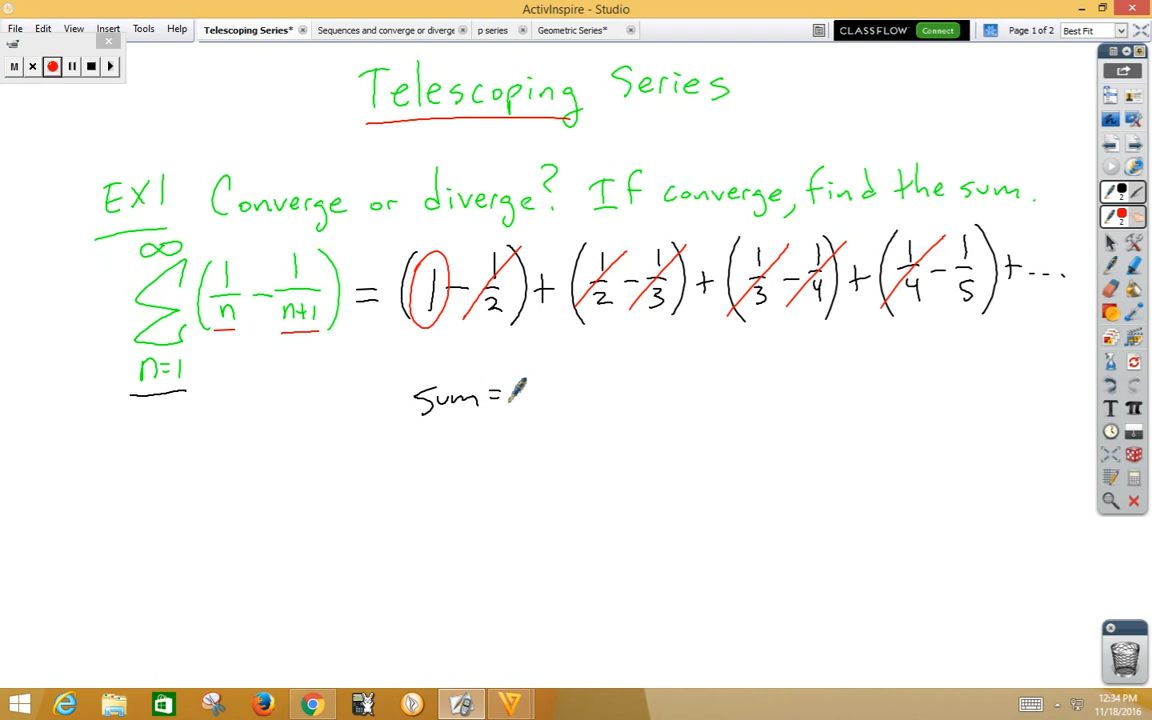 ActivInspire - Studio
File Edit View Insert Tools Help
Telescoping Series* Sequences and converge or diverge p series Geometric Series*
CLASSFLOW Connect Page 1 of 2 Best Fit
M
Telescoping Series
EX1 Converge or diverge? If converge, find the sum.
∞
∑ (1/n − 1/(n+1)) = (1 − 1/2) + (1/2 − 1/3) + (1/3 − 1/4) + (1/4 − 1/5) + ...
n=1
sum =
2
2
12:34 PM
11/18/2016